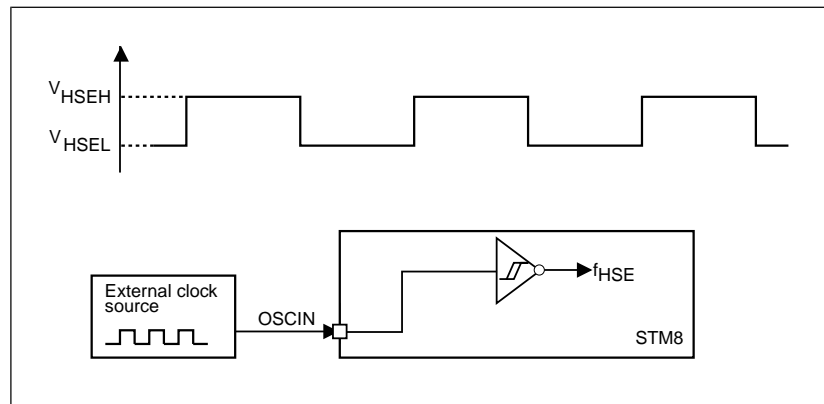 VHSEH
VHSEL
External clock
source
OSCIN
fHSE
STM8